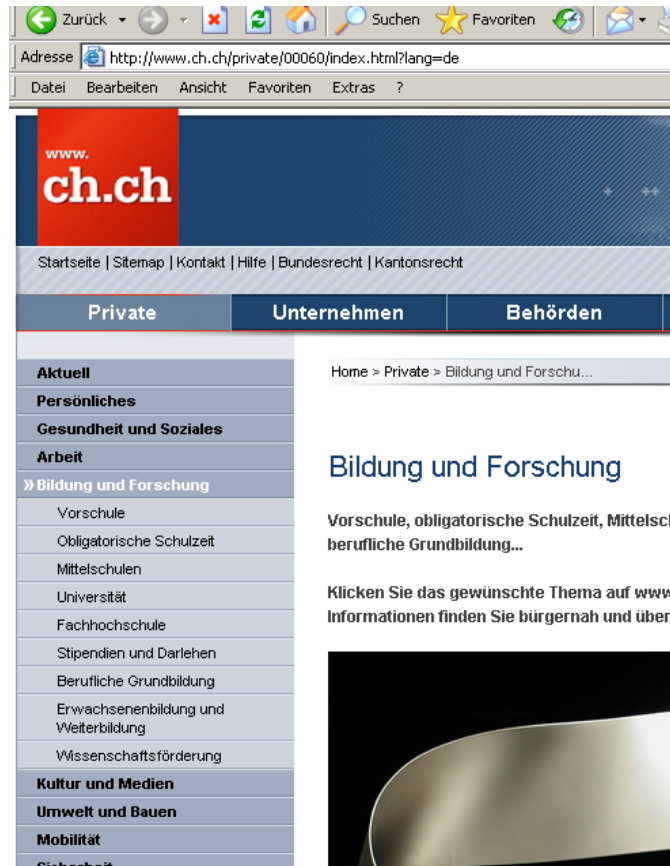 Zurück Suchen Favoriten
Adresse http://www.ch.ch/private/00060/index.html?lang=de
Datei Bearbeiten Ansicht Favoriten Extras ?
www.
ch.ch
Startseite | Sitemap | Kontakt | Hilfe | Bundesrecht | Kantonsrecht
Private Unternehmen Behörden
Home > Private > Bildung und Forschu...
Aktuell
Persönliches
Gesundheit und Soziales
Arbeit
» Bildung und Forschung
Vorschule
Obligatorische Schulzeit
Mittelschulen
Universität
Fachhochschule
Stipendien und Darlehen
Berufliche Grundbildung
Erwachsenenbildung und
Weiterbildung
Wissenschaftsförderung
Kultur und Medien
Umwelt und Bauen
Mobilität
Bildung und Forschung
Vorschule, obligatorische Schulzeit,
berufliche Grundbildung...
Klicken Sie das gewünschte Thema auf
Informationen finden Sie bürgernah und